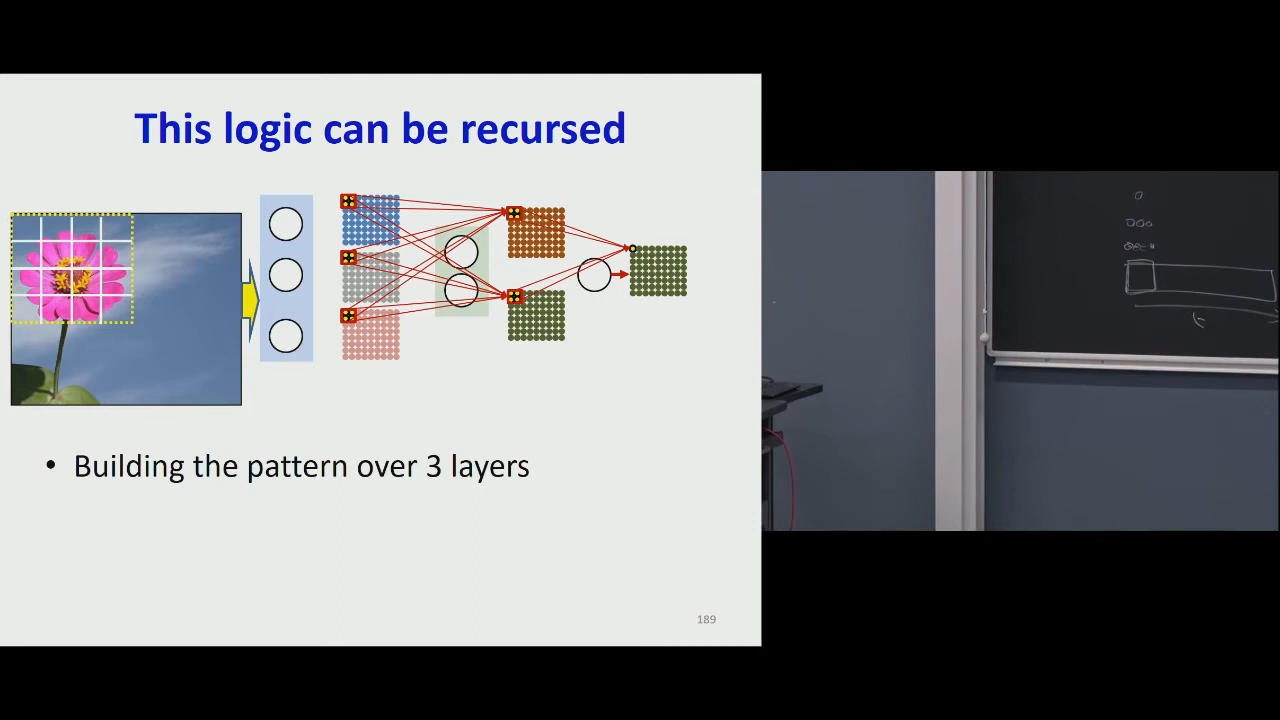 This logic can be recursed
• Building the pattern over 3 layers
189